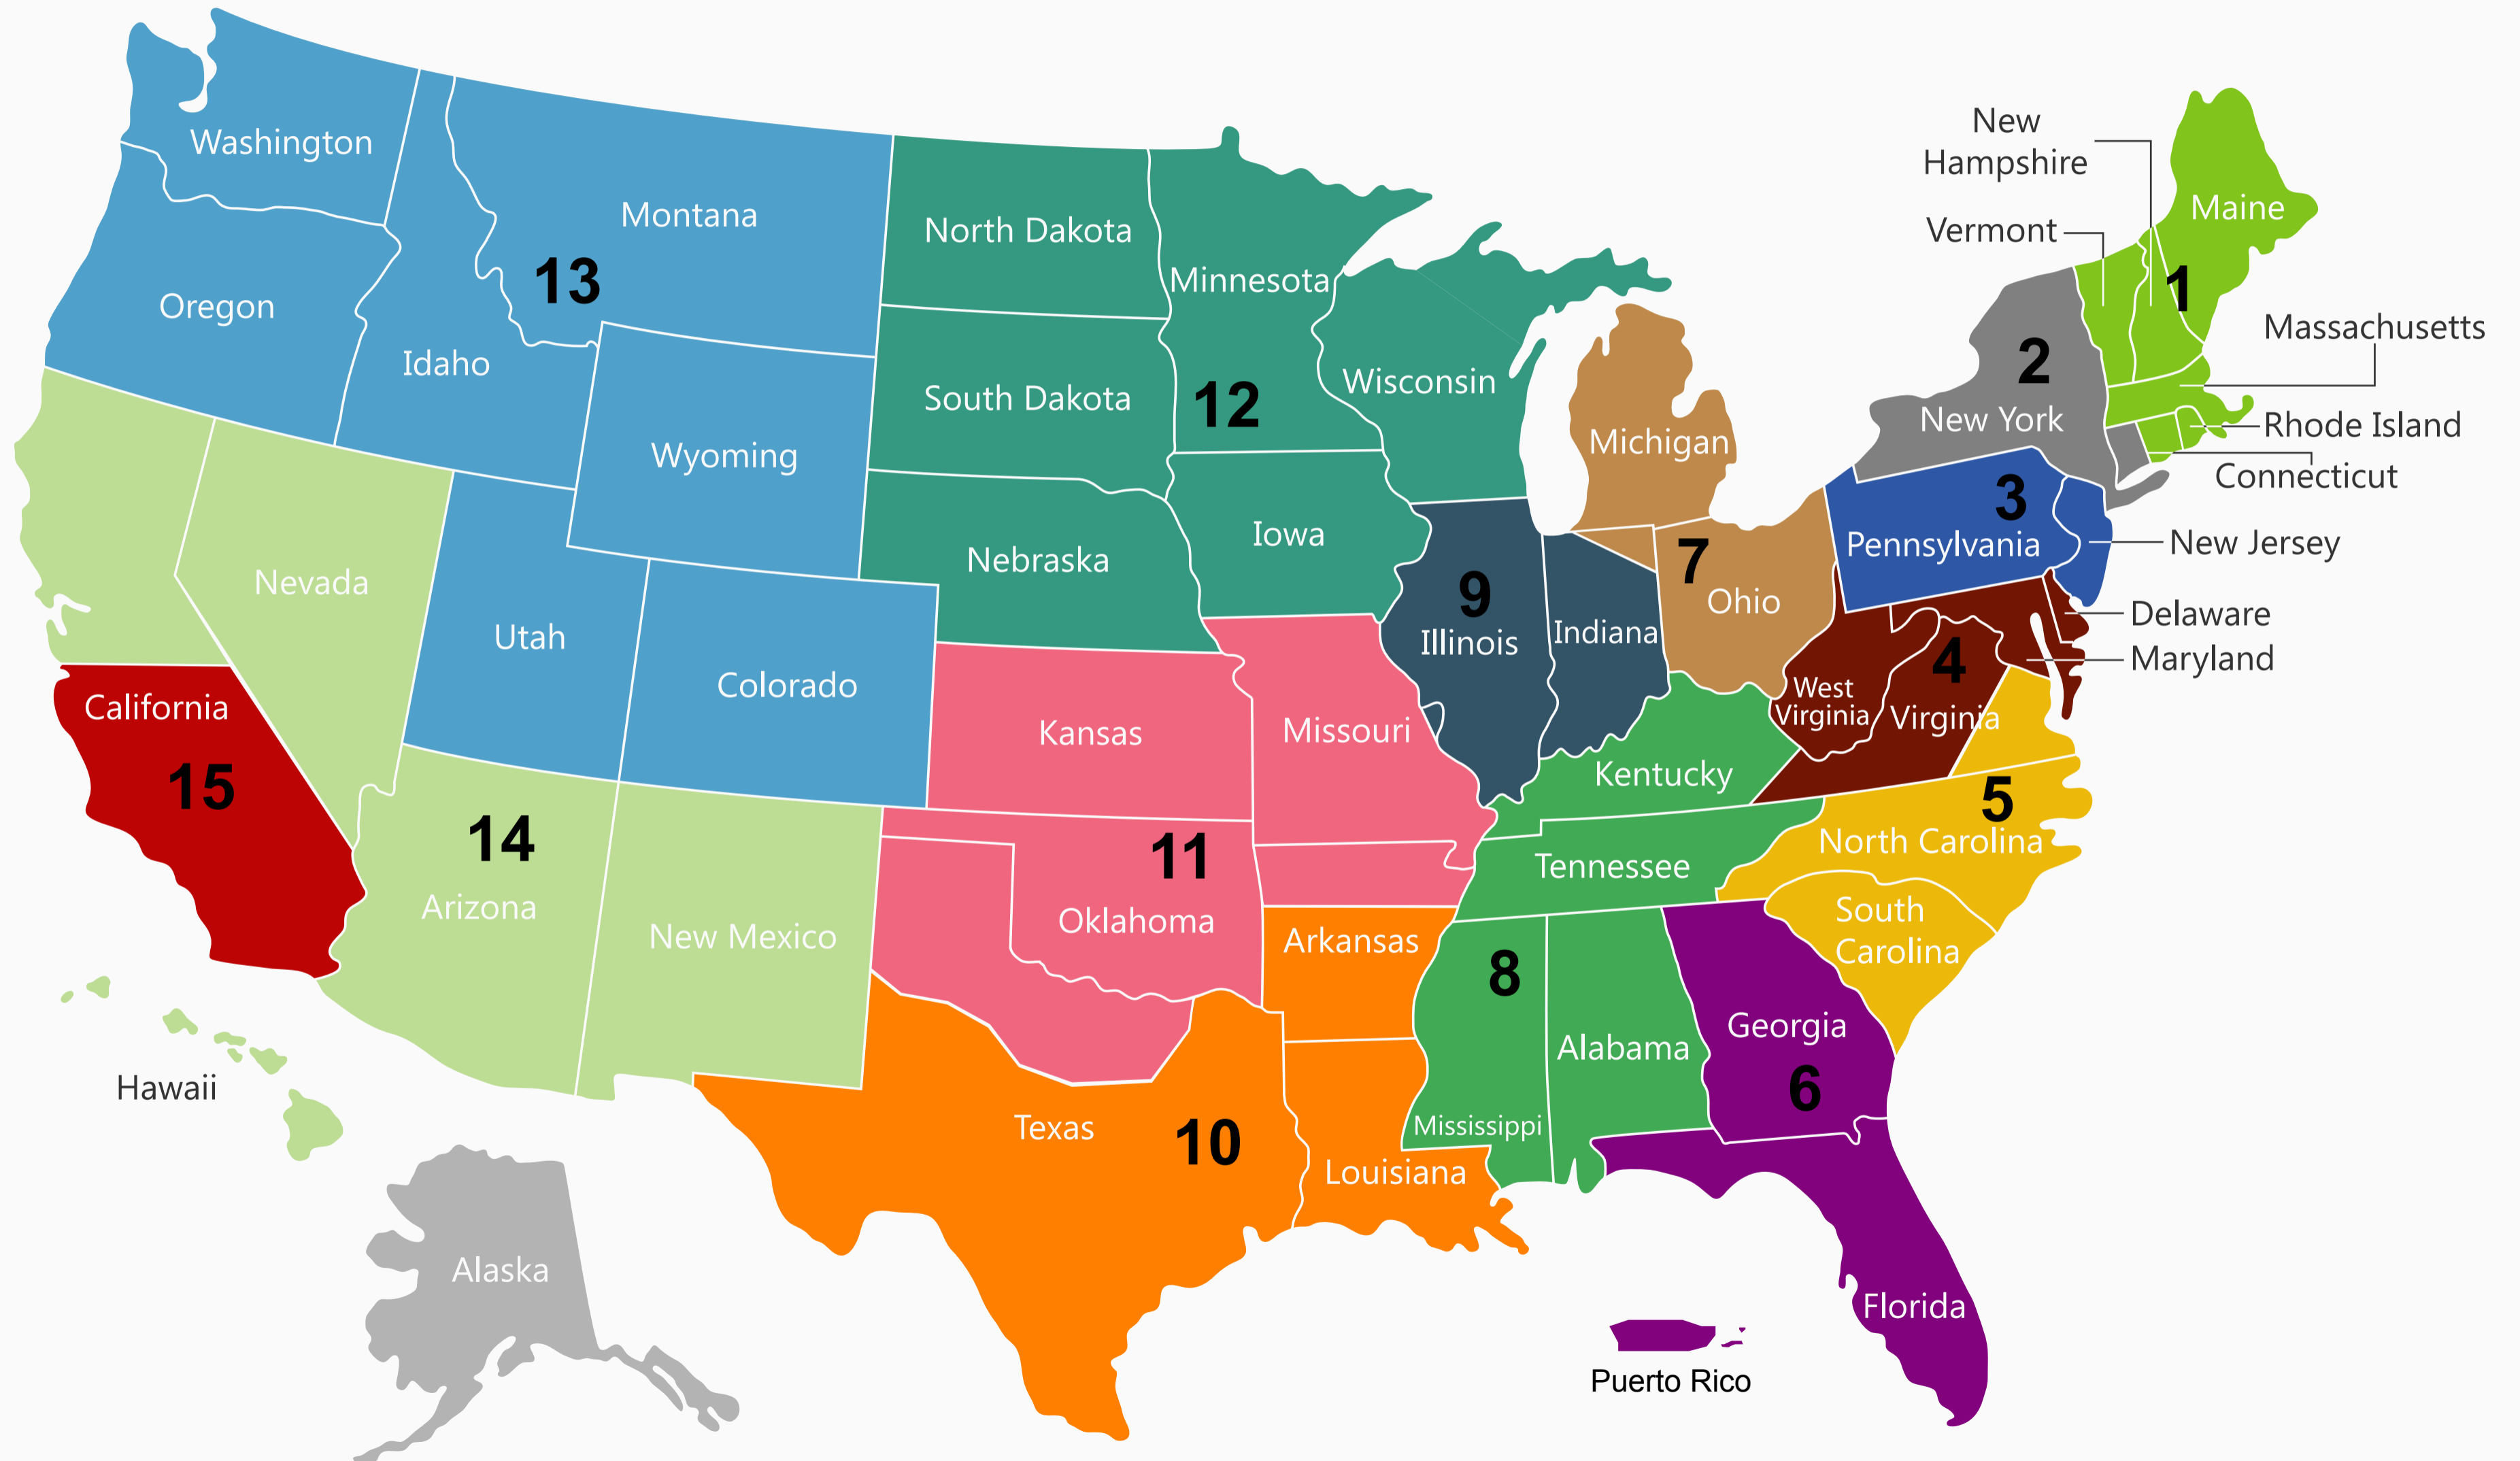 Washington
Oregon
Montana
13
Idaho
Wyoming
North Dakota
South Dakota
Nebraska
Minnesota
12
Wisconsin
Iowa
Michigan
New
Hampshire
Vermont
Maine
1
Massachusetts
Rhode Island
Connecticut
2
New York
3
Pennsylvania
New Jersey
Delaware
Maryland
7
Ohio
9
Illinois
Indiana
4
West
Virginia
Virginia
Nevada
Utah
Colorado
California
15
14
Arizona
New Mexico
Kansas
Missouri
11
Oklahoma
Kentucky
Tennessee
5
North Carolina
South
Carolina
Arkansas
8
Mississippi
Alabama
Georgia
6
Texas
10
Louisiana
Florida
Hawaii
Alaska
Puerto Rico